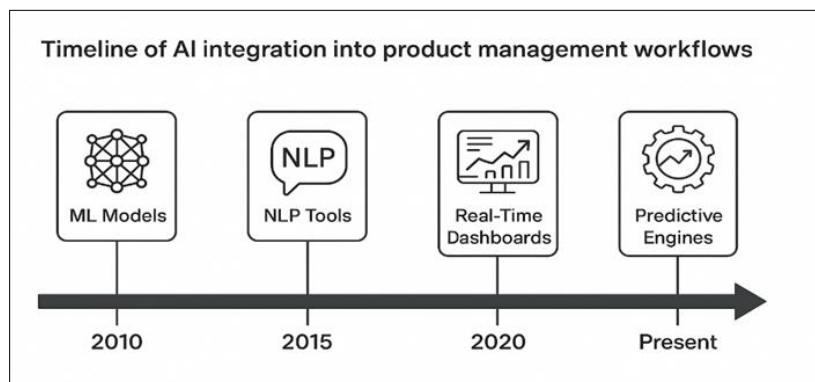 Timeline of AI integration into product management workflows
ML Models
NLP
NLP Tools
Real-Time
Dashboards
Predictive
Engines
2010
2015
2020
Present